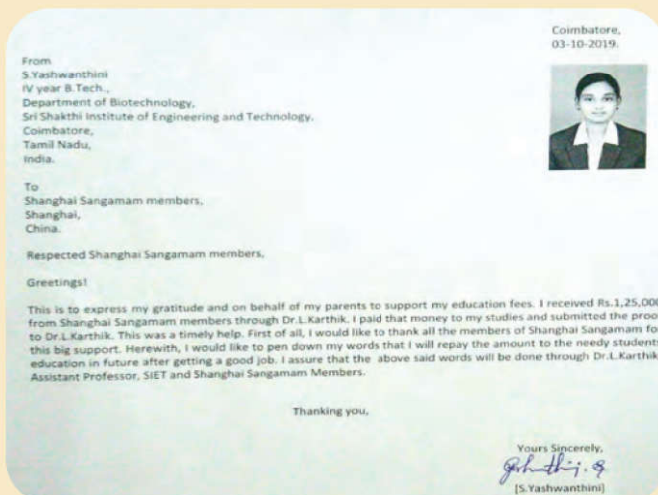 Coimbatore,
03-10-2019.
From
S.Yashwanthini
IV year B.Tech.,
Department of Biotechnology,
Sri Shakthi Institute of Engineering and Technology,
Coimbatore,
Tamil Nadu,
India.
To
Shanghai Sangamam members,
Shanghai,
China.
Respected Shanghai Sangamam members,
Greetings!
This is to express my gratitude and on behalf of my parents to support my education fees. I received Rs.1,25,000
from Shanghai Sangamam members through Dr.L.Karthik. I paid that money to my studies and submitted the proo
to Dr.L.Karthik. This was a timely help. First of all, I would like to thank all the members of Shanghai Sangamam fo
this big support. Herewith, I would like to pen down my words that I will repay the amount to the needy students
education in future after getting a good job. I assure that the above said words will be done through Dr.L.Karthik
Assistant Professor, SIET and Shanghai Sangamam Members.
Thanking you,
Yours Sincerely,
[S.Yashwanthini]